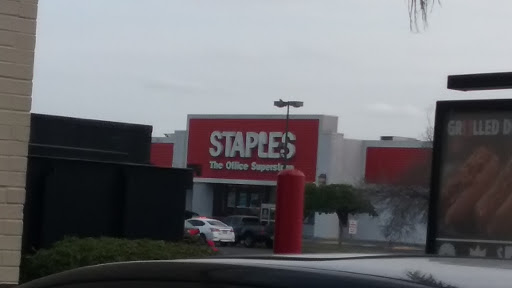 STAPLES
The Office Superstore
GRILLED D